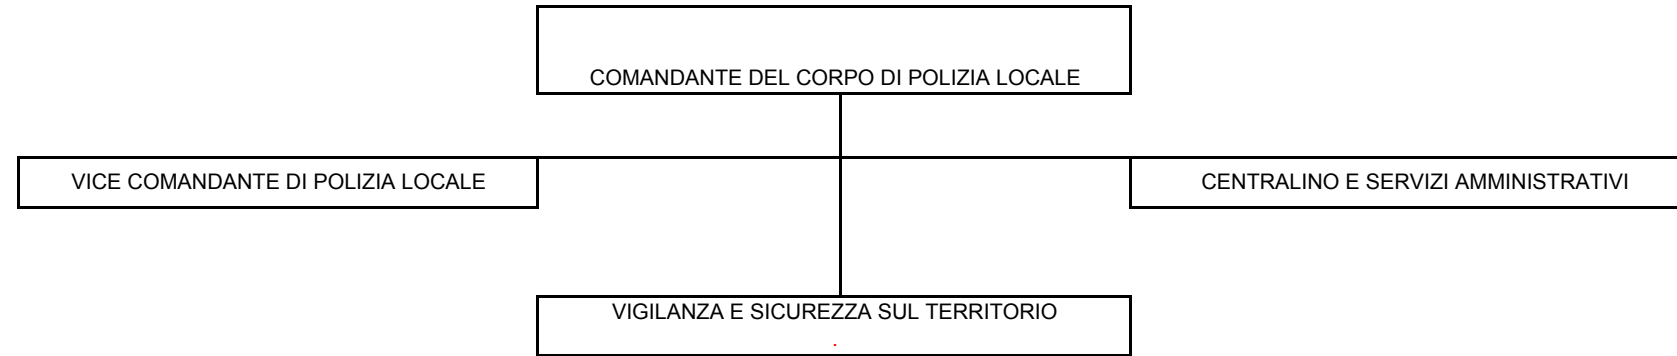 COMANDANTE DEL CORPO DI POLIZIA LOCALE
VICE COMANDANTE DI POLIZIA LOCALE
CENTRALINO E SERVIZI AMMINISTRATIVI
VIGILANZA E SICUREZZA SUL TERRITORIO
.